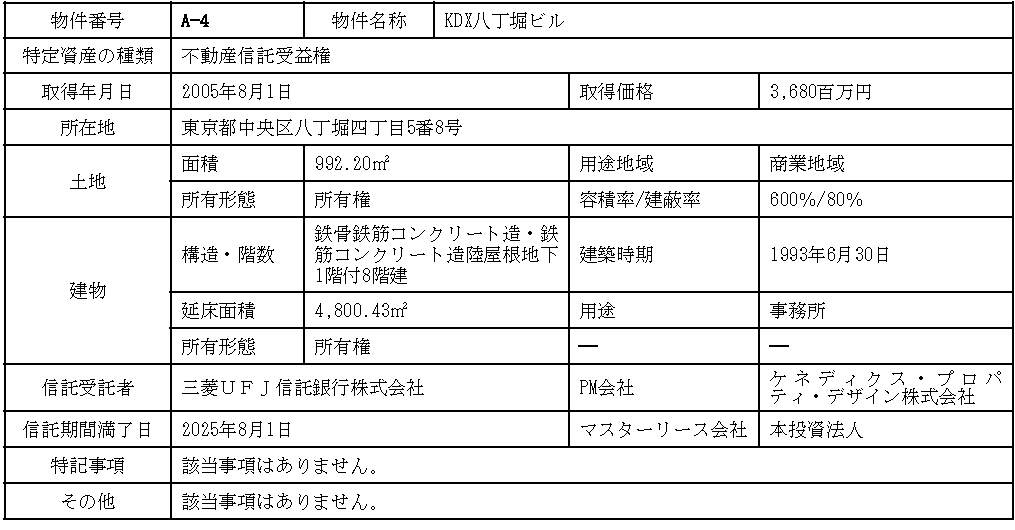 物件番号 A-4 物件名称 KDX八丁堀ビル
特定資産の種類 不動産信託受益権
取得年月日 2005年8月1日 取得価格 3,680百万円
所在地 東京都中央区八丁堀四丁目5番8号
土地 面積 992.20㎡ 用途地域 商業地域
所有形態 所有権 容積率/建蔽率 600%/80%
建物 構造・階数 鉄骨鉄筋コンクリート造・鉄
筋コンクリート造陸屋根地下
1階付8階建 建築時期 1993年6月30日
延床面積 4,800.43㎡ 用途 事務所
所有形態 所有権 ― ―
信託受託者 三菱UFJ信託銀行株式会社 PM会社 ケネディクス・プロパ
ティ・デザイン株式会社
信託期間満了日 2025年8月1日 マスターリース会社 本投資法人
特記事項 該当事項はありません。
その他 該当事項はありません。